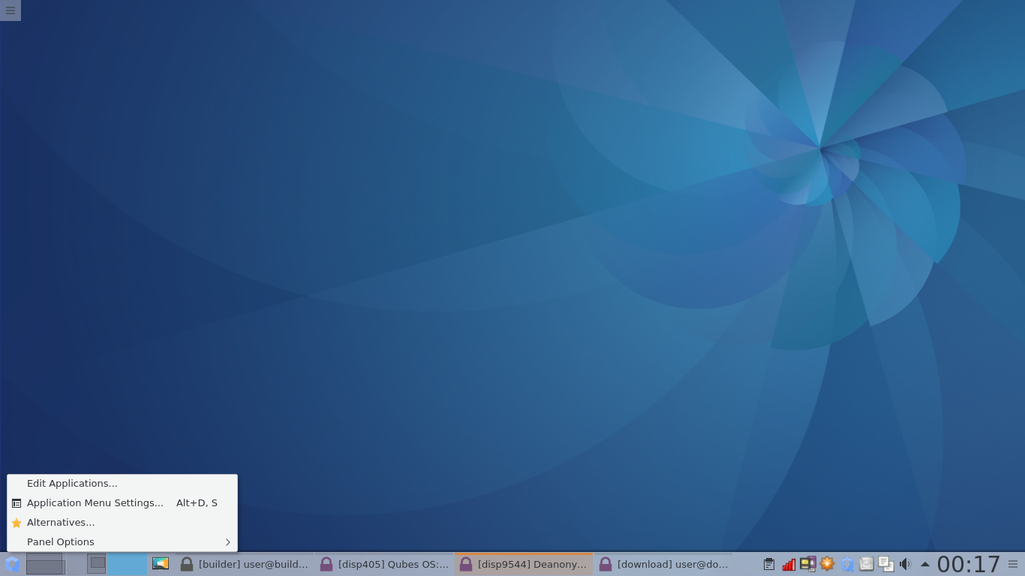 Edit Applications...
Application Menu Settings... Alt+D, S
Alternatives...
Panel Options
[builder] user@build...
[disp405] Qubes OS:...
[disp9544] Deanony...
[download] user@do...
00:17